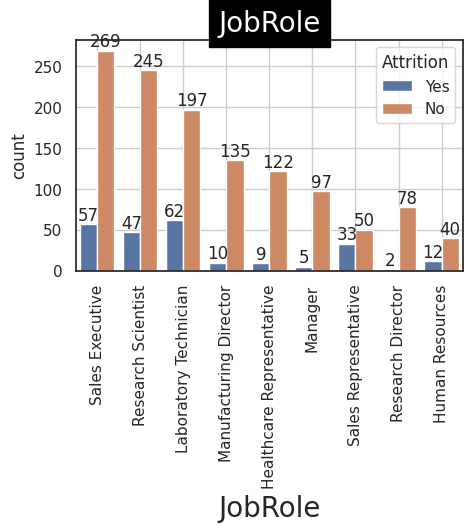 JobRole
Attrition
Yes
No
count
250
200
150
100
50
0
57
269
47
245
62
197
10
135
9
122
5
97
33
50
2
78
12
40
Sales Executive
Research Scientist
Laboratory Technician
Manufacturing Director
Healthcare Representative
Manager
Sales Representative
Research Director
Human Resources
JobRole